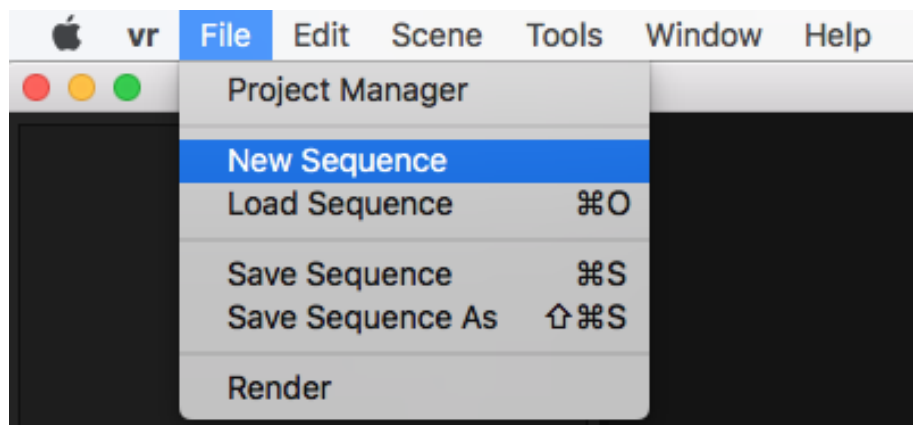 vr File Edit Scene Tools Window Help
Project Manager
New Sequence
Load Sequence ⌘O
Save Sequence ⌘S
Save Sequence As ⇧⌘S
Render